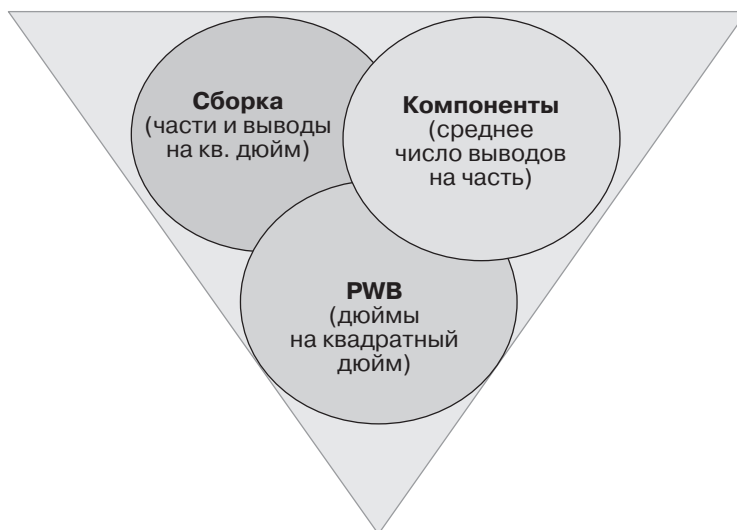 Сборка
(части и выводы
на кв. дюйм)
Компоненты
(среднее
число выводов
на часть)
PWB
(дюймы
на квадратный
дюйм)